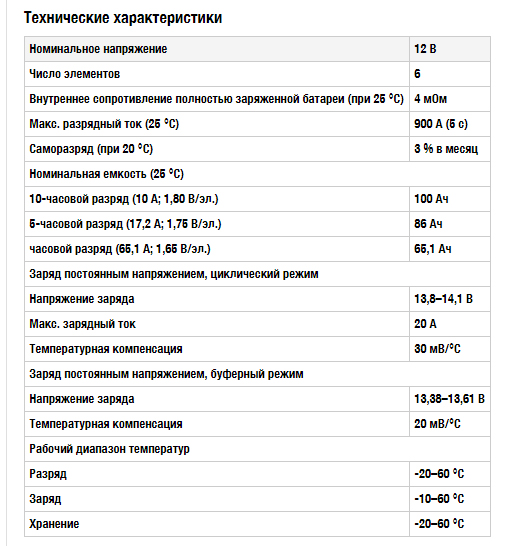 Технические характеристики
Номинальное напряжение 12 В
Число элементов 6
Внутреннее сопротивление полностью заряженной батареи (при 25 °C) 4 мОм
Макс. разрядный ток (25 °C) 900 А (5 с)
Саморазряд (при 20 °C) 3 % в месяц
Номинальная емкость (25 °C)
10-часовой разряд (10 А; 1,80 В/эл.) 100 Ач
5-часовой разряд (17,2 А; 1,75 В/эл.) 86 Ач
часовой разряд (65,1 А; 1,65 В/эл.) 65,1 Ач
Заряд постоянным напряжением, циклический режим
Напряжение заряда 13,8–14,1 В
Макс. зарядный ток 20 А
Температурная компенсация 30 мВ/°C
Заряд постоянным напряжением, буферный режим
Напряжение заряда 13,38–13,61 В
Температурная компенсация 20 мВ/°C
Рабочий диапазон температур
Разряд -20–60 °C
Заряд -10–60 °C
Хранение -20–60 °C